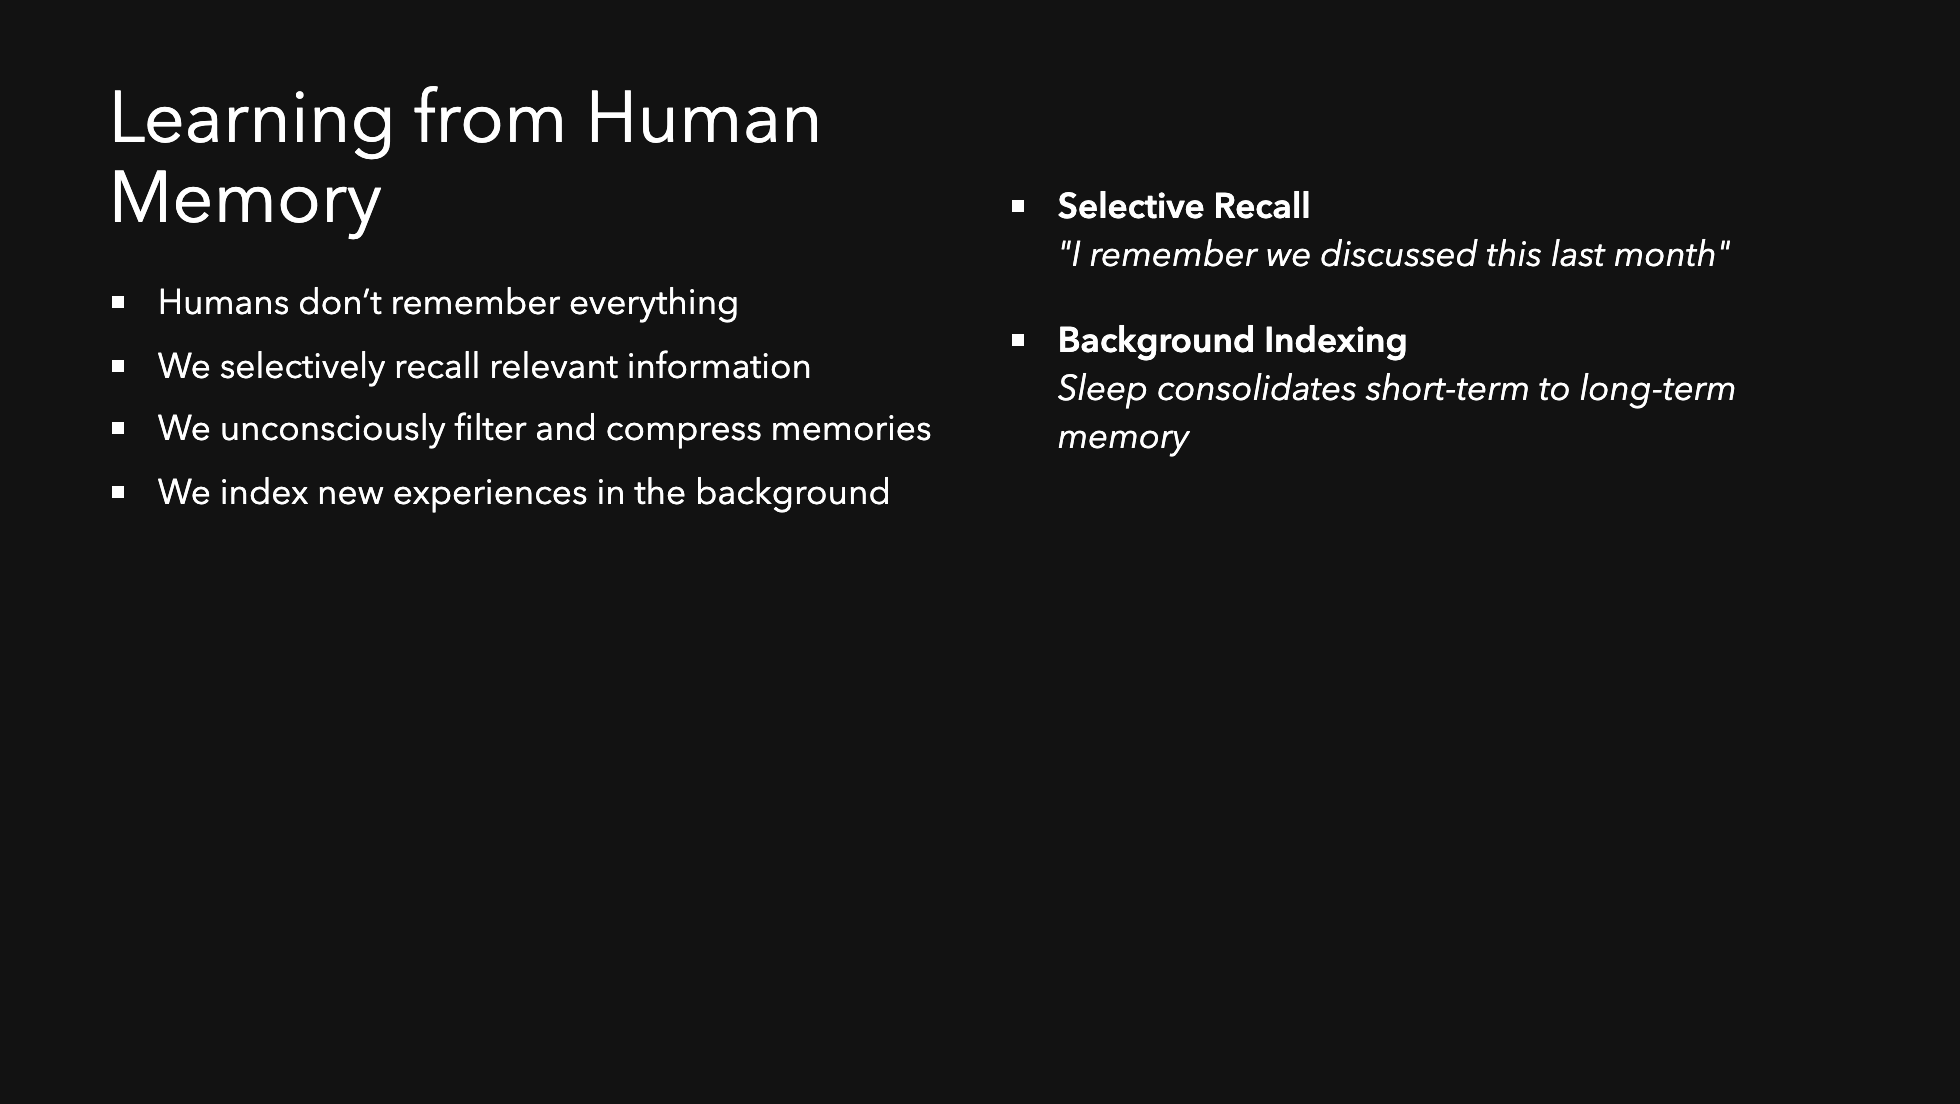 Learning from Human
Memory
▪ Humans don’t remember everything
▪ We selectively recall relevant information
▪ We unconsciously filter and compress memories
▪ We index new experiences in the background
▪ Selective Recall
"I remember we discussed this last month"
▪ Background Indexing
Sleep consolidates short-term to long-term
memory